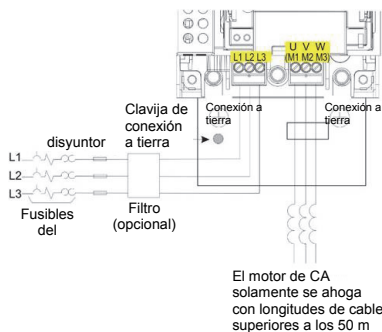 U V W
L1 L2 L3
(M1 M2 M3)
Conexión a
tierra
Conexión a
tierra
Clavija de
conexión
a tierra
disyuntor
L1
L2
L3
Fusibles
del
Filtro
(opcional)
El motor de CA
solamente se ahoga
con longitudes de cable
superiores a los 50 m